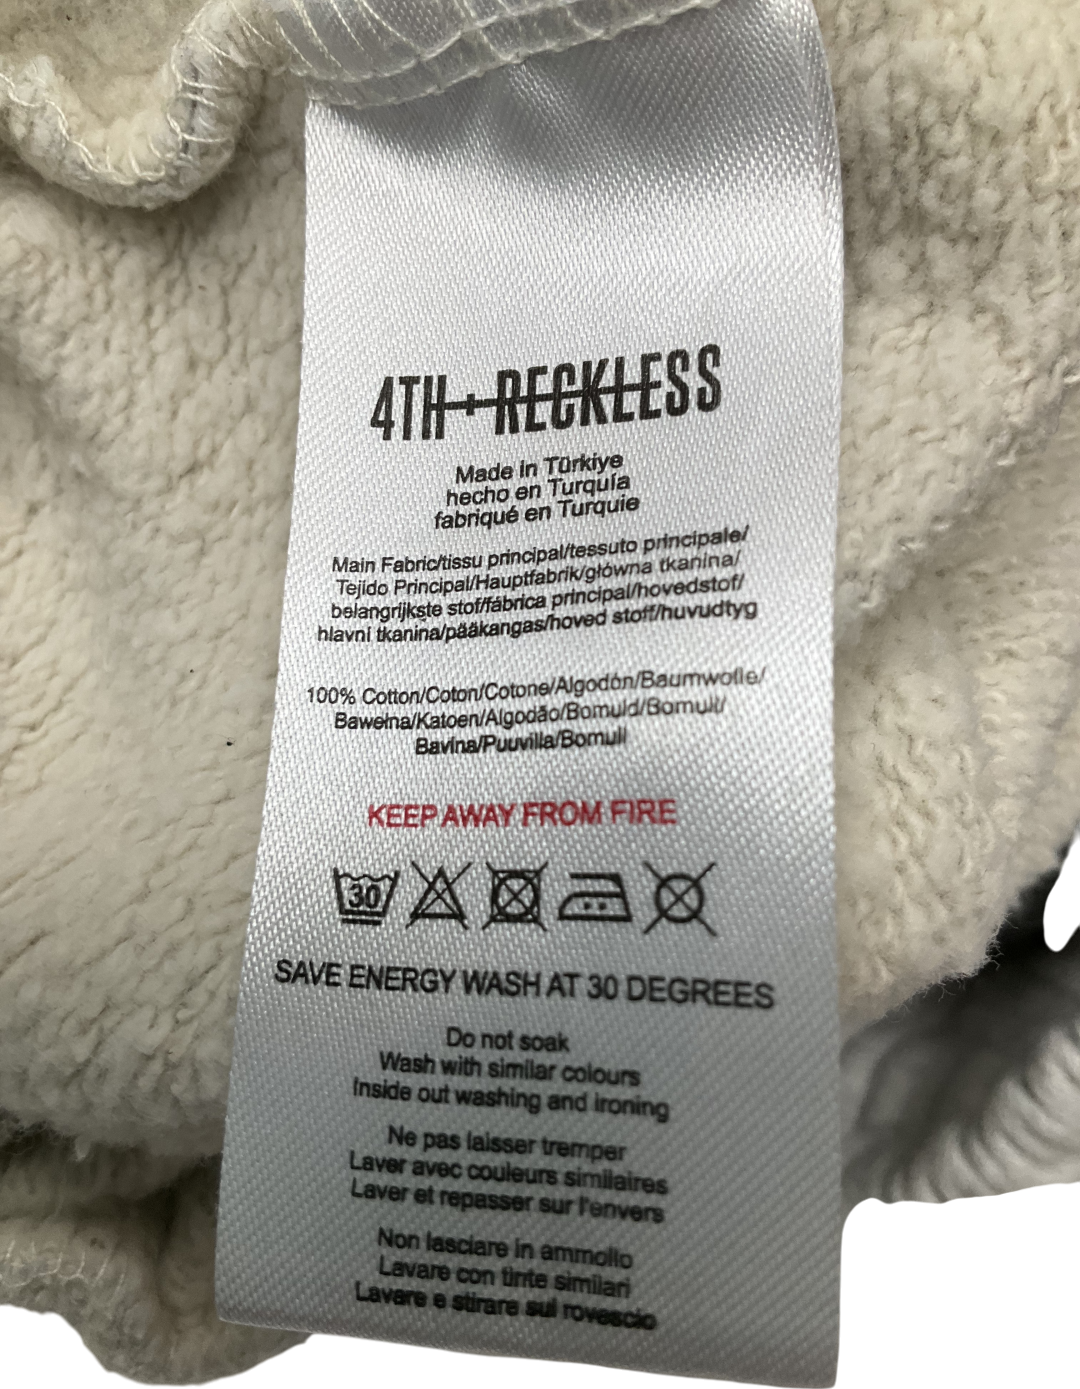 4TH+RECKLESS
Made in Türkiye
hecho en Turquía
fabriqué en Turquie
Main Fabric/tissu principal/tessuto principale/
Tejido Principal/Hauptfabrik/główna tkanina/
belangrijkste stof/fábrica principal/hovedstof/
hlavní tkanina/pääkangas/hoved stoff/huvudtyg
100% Cotton/Coton/Cotone/Algodón/Baumwolle/
Bawełna/Katoen/Algodão/Bomuld/Bomull/
Bavlna/Puuvilla/Bomull
KEEP AWAY FROM FIRE
30
SAVE ENERGY WASH AT 30 DEGREES
Do not soak
Wash with similar colours
Inside out washing and ironing
Ne pas laisser tremper
Laver avec couleurs similaires
Laver et repasser sur l'envers
Non lasciare in ammollo
Lavare con tinte similari
Lavare e stirare sul rovescio